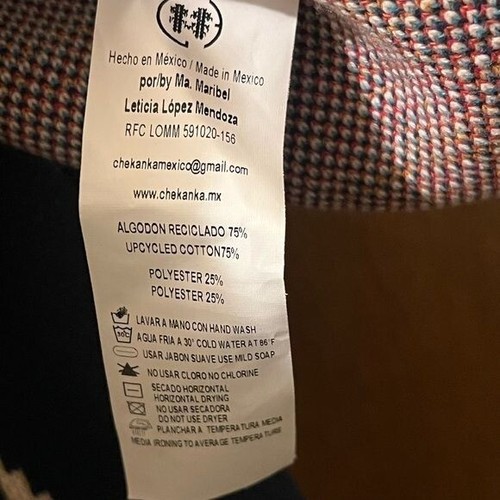 Hecho en México / Made in Mexico
por/by Ma. Maribel
Leticia López Mendoza
RFC LOMM 591020-156
chekankamexico@gmail.com
www.chekanka.mx
ALGODON RECICLADO 75%
UPCYCLED COTTON75%
POLYESTER 25%
POLYESTER 25%
LAVAR A MANO CON HAND WASH
AGUA FRIA A 30° COLD WATER AT 86°F
USAR JABON SUAVE USE MILD SOAP
NO USAR CLORO NO CHLORINE
SECADO HORIZONTAL
HORIZONTAL DRYING
NO USAR SECADORA
DO NOT USE DRYER
PLANCHAR A TEMPERATURA MEDIA
MEDIA IRONING TO AVERAGE TEMPERATURE